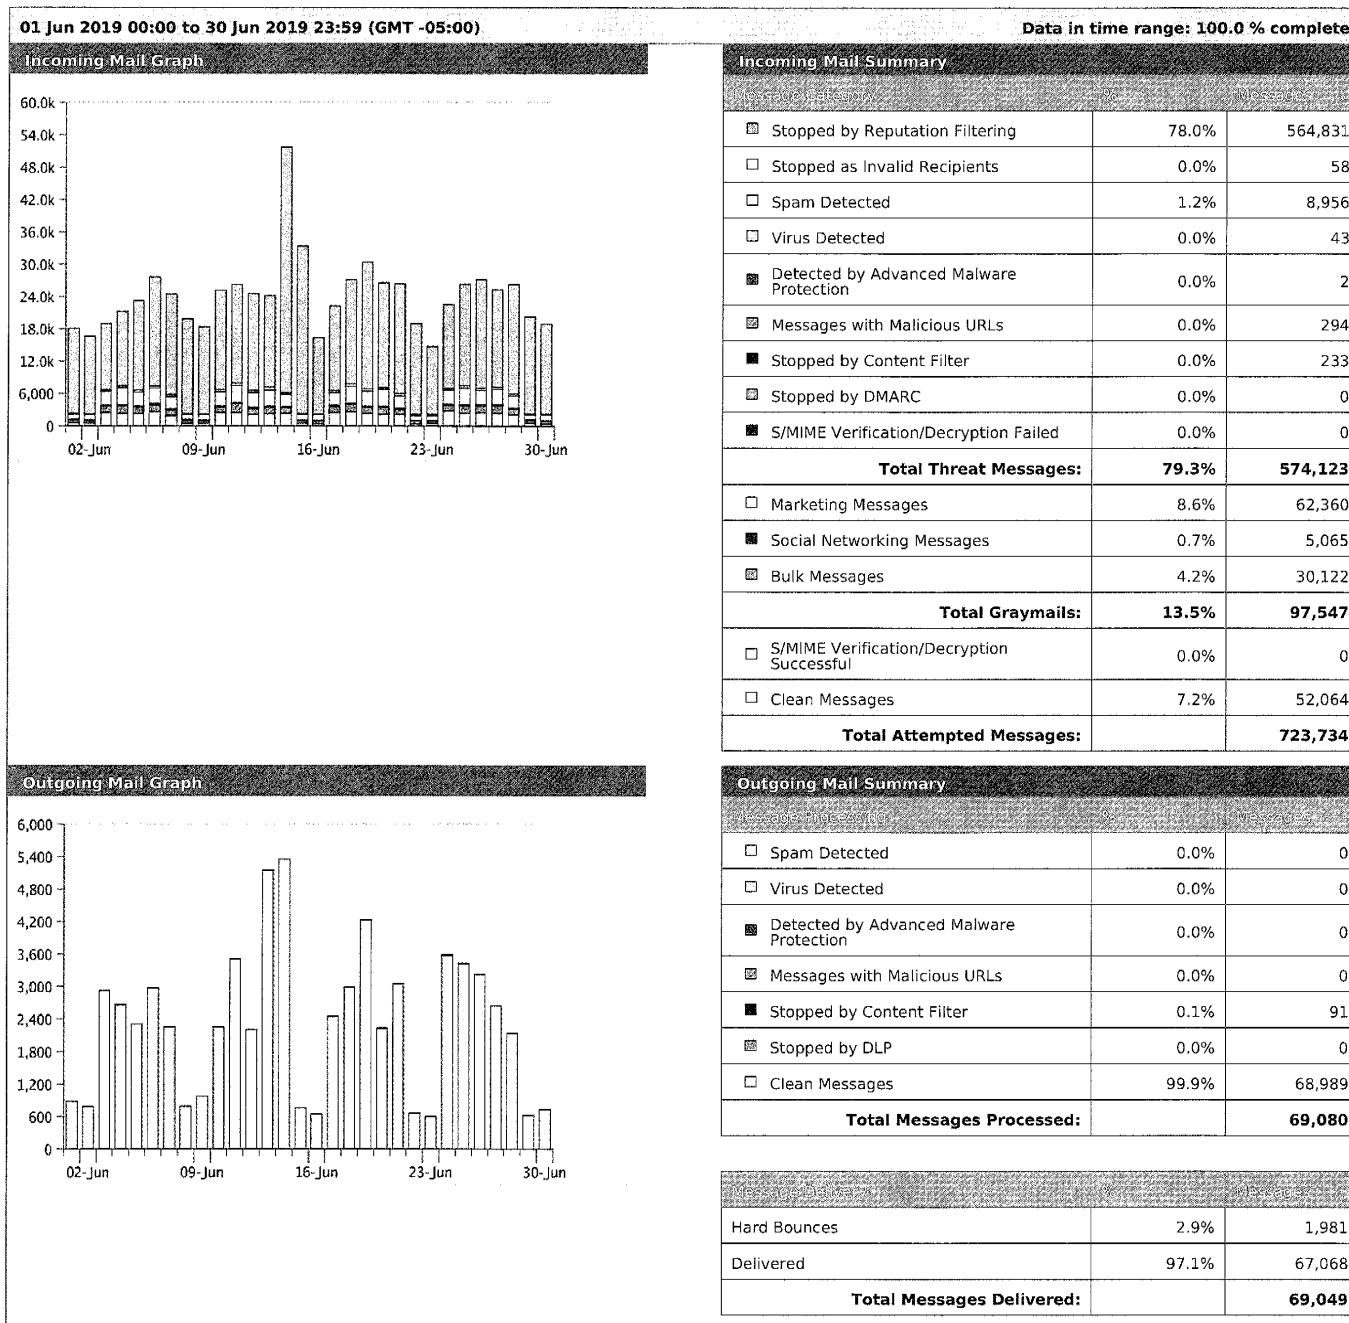 01 Jun 2019 00:00 to 30 Jun 2019 23:59 (GMT -05:00)
Data in time range: 100.0 % complete
Incoming Mail Graph
60.0k
54.0k
48.0k
42.0k
36.0k
30.0k
24.0k
18.0k
12.0k
6,000
0
02-Jun 09-Jun 16-Jun 23-Jun 30-Jun
Incoming Mail Summary
Message Category % Messages
Stopped by Reputation Filtering 78.0% 564,831
Stopped as Invalid Recipients 0.0% 58
Spam Detected 1.2% 8,956
Virus Detected 0.0% 43
Detected by Advanced Malware
Protection 0.0% 2
Messages with Malicious URLs 0.0% 294
Stopped by Content Filter 0.0% 233
Stopped by DMARC 0.0% 0
S/MIME Verification/Decryption Failed 0.0% 0
Total Threat Messages: 79.3% 574,123
Marketing Messages 8.6% 62,360
Social Networking Messages 0.7% 5,065
Bulk Messages 4.2% 30,122
Total Graymails: 13.5% 97,547
S/MIME Verification/Decryption
Successful 0.0% 0
Clean Messages 7.2% 52,064
Total Attempted Messages: 723,734
Outgoing Mail Graph
6,000
5,400
4,800
4,200
3,600
3,000
2,400
1,800
1,200
600
0
02-Jun 09-Jun 16-Jun 23-Jun 30-Jun
Outgoing Mail Summary
Message Processing % Messages
Spam Detected 0.0% 0
Virus Detected 0.0% 0
Detected by Advanced Malware
Protection 0.0% 0
Messages with Malicious URLs 0.0% 0
Stopped by Content Filter 0.1% 91
Stopped by DLP 0.0% 0
Clean Messages 99.9% 68,989
Total Messages Processed: 69,080
Message Delivery % Messages
Hard Bounces 2.9% 1,981
Delivered 97.1% 67,068
Total Messages Delivered: 69,049